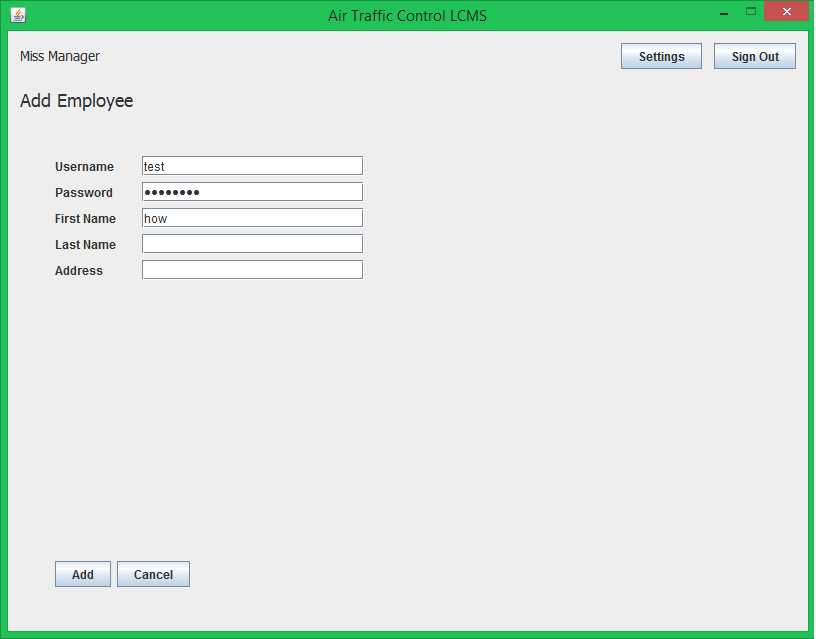 Air Traffic Control LCMS
Miss Manager
Settings
Sign Out
Add Employee
Username
test
Password
••••••••
First Name
how
Last Name
Address
Add
Cancel